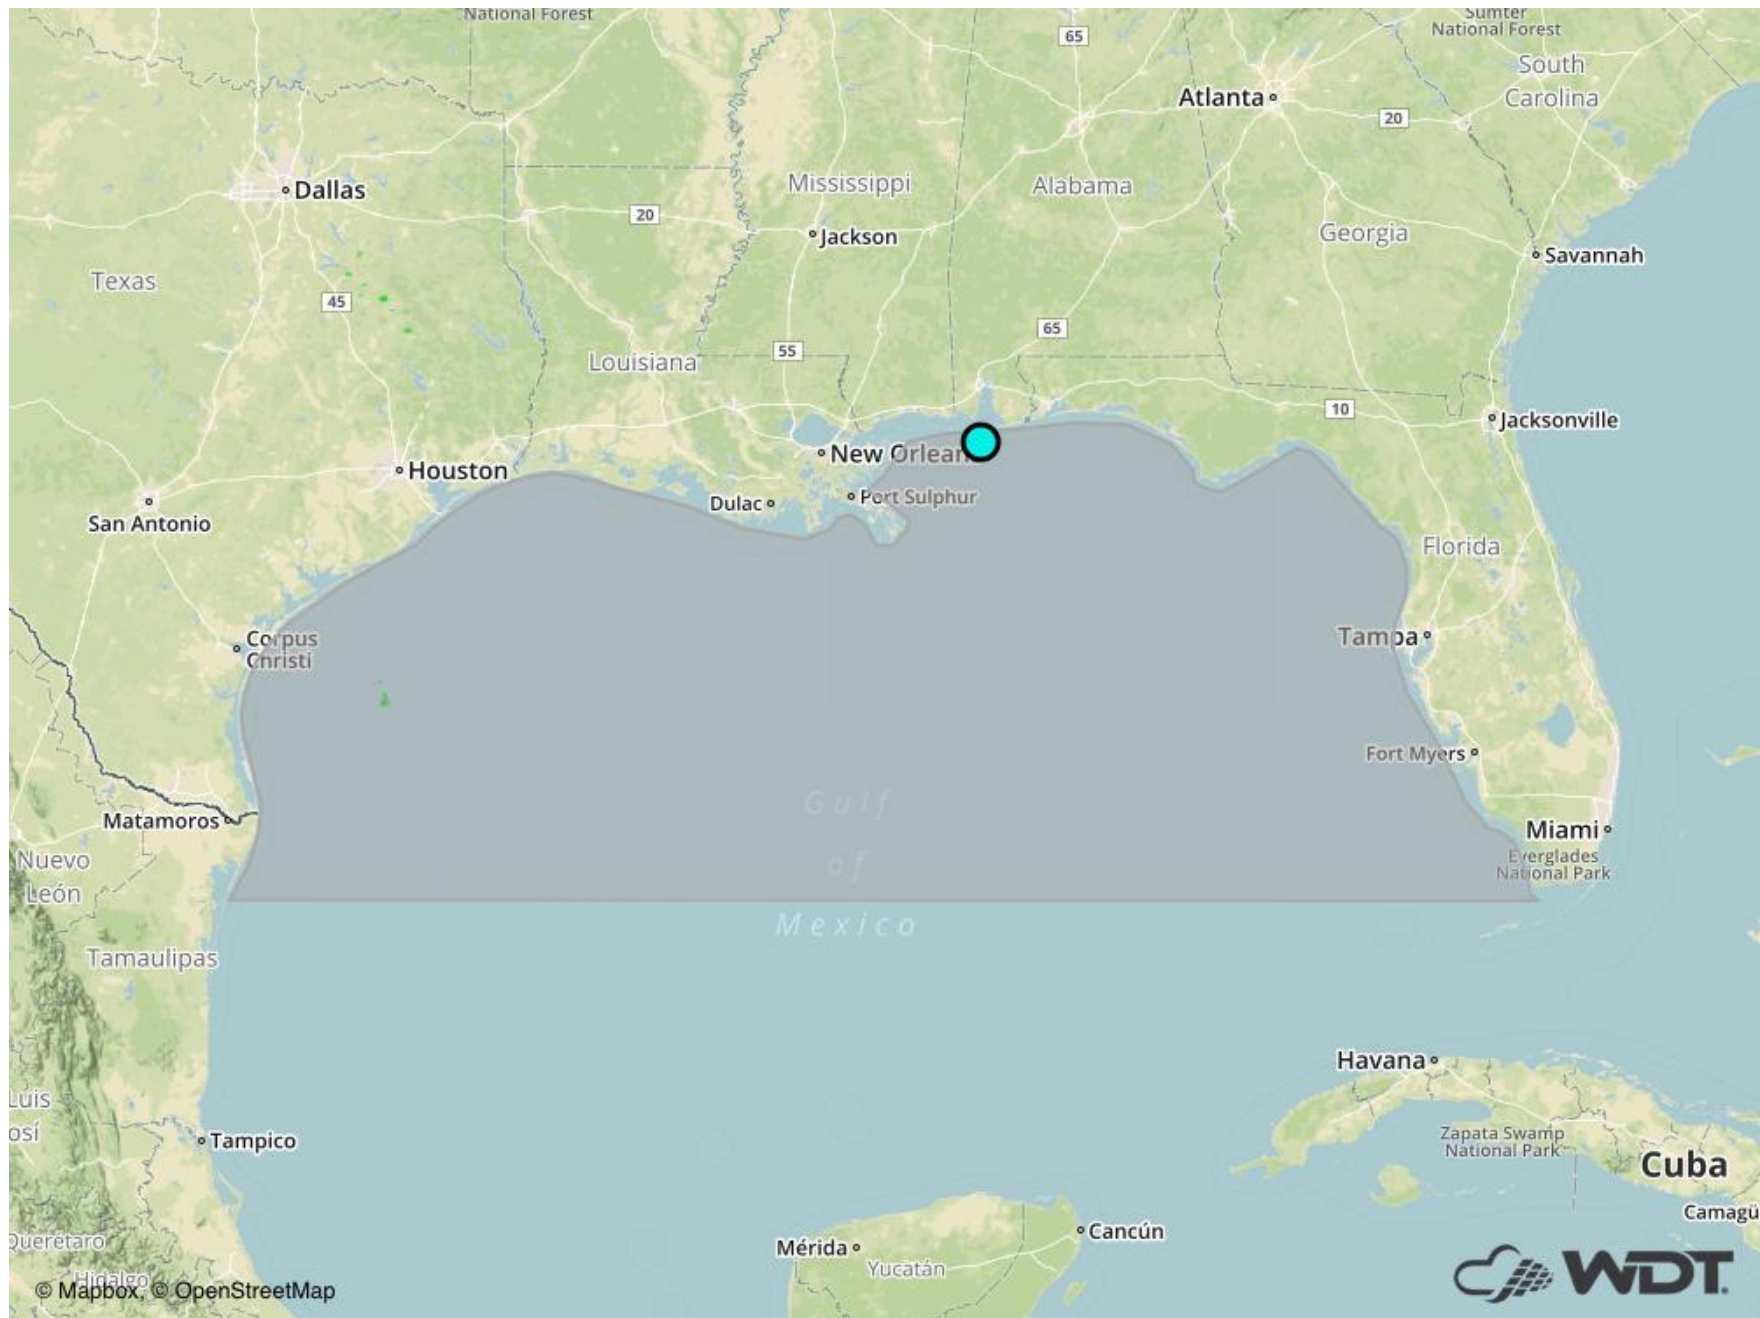 National Forest
Sumter
National Forest
65
South
Carolina
Atlanta
20
Dallas
Mississippi
Alabama
20
Jackson
Georgia
Savannah
Texas
45
65
55
Louisiana
10
Jacksonville
New Orlean
Houston
Dulac
Port Sulphur
San Antonio
Florida
Corpus
Christi
Tampa
Fort Myers
Gulf
of
Mexico
Matamoros
Miami
Everglades
National Park
Nuevo
León
Tamaulipas
Havana
Luis
osí
Tampico
Zapata Swamp
National Park
Cuba
Camagü
Cancún
Mérida
Yucatán
Querétaro
Hidalgo
© Mapbox, © OpenStreetMap
WDT